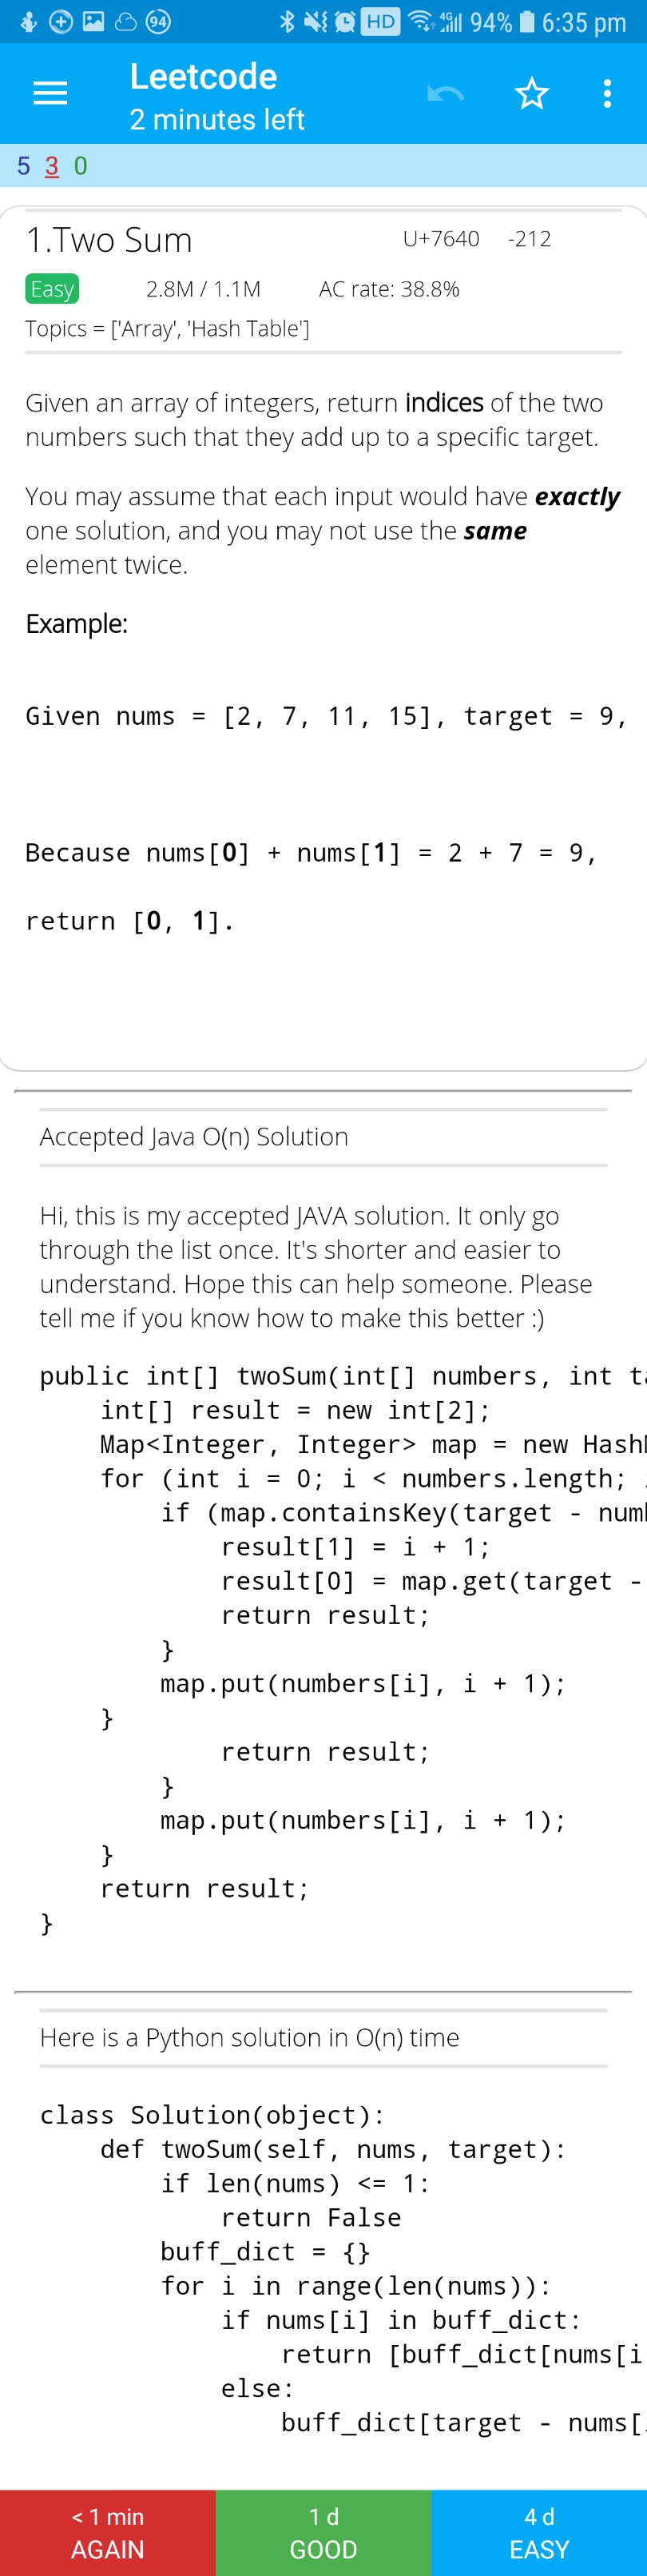 94 HD 4G 94% 6:35 pm
Leetcode
2 minutes left
5 3 0
1.Two Sum U+7640 -212
Easy 2.8M / 1.1M AC rate: 38.8%
Topics = ['Array', 'Hash Table']
Given an array of integers, return indices of the two
numbers such that they add up to a specific target.
You may assume that each input would have exactly
one solution, and you may not use the same
element twice.
Example:
Given nums = [2, 7, 11, 15], target = 9,
Because nums[0] + nums[1] = 2 + 7 = 9,
return [0, 1].
Accepted Java O(n) Solution
Hi, this is my accepted JAVA solution. It only go
through the list once. It's shorter and easier to
understand. Hope this can help someone. Please
tell me if you know how to make this better :)
public int[] twoSum(int[] numbers, int ta
    int[] result = new int[2];
    Map<Integer, Integer> map = new Hash
    for (int i = 0; i < numbers.length;
        if (map.containsKey(target - num
            result[1] = i + 1;
            result[0] = map.get(target -
            return result;
        }
        map.put(numbers[i], i + 1);
    }
            return result;
        }
        map.put(numbers[i], i + 1);
    }
    return result;
}
Here is a Python solution in O(n) time
class Solution(object):
    def twoSum(self, nums, target):
        if len(nums) <= 1:
            return False
        buff_dict = {}
        for i in range(len(nums)):
            if nums[i] in buff_dict:
                return [buff_dict[nums[i
            else:
                buff_dict[target - nums[
< 1 min 1 d 4 d
AGAIN GOOD EASY